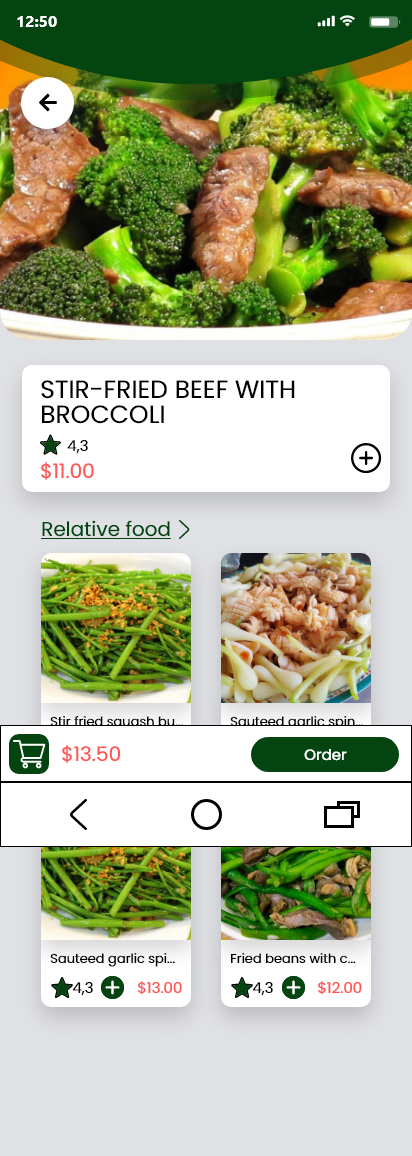 12:50
STIR-FRIED BEEF WITH
BROCCOLI
4,3
$11.00
Relative food
Stir fried squash bu...
Sauteed garlic spin...
$13.50
Order
Sauteed garlic spi...
Fried beans with c...
4,3
$13.00
4,3
$12.00